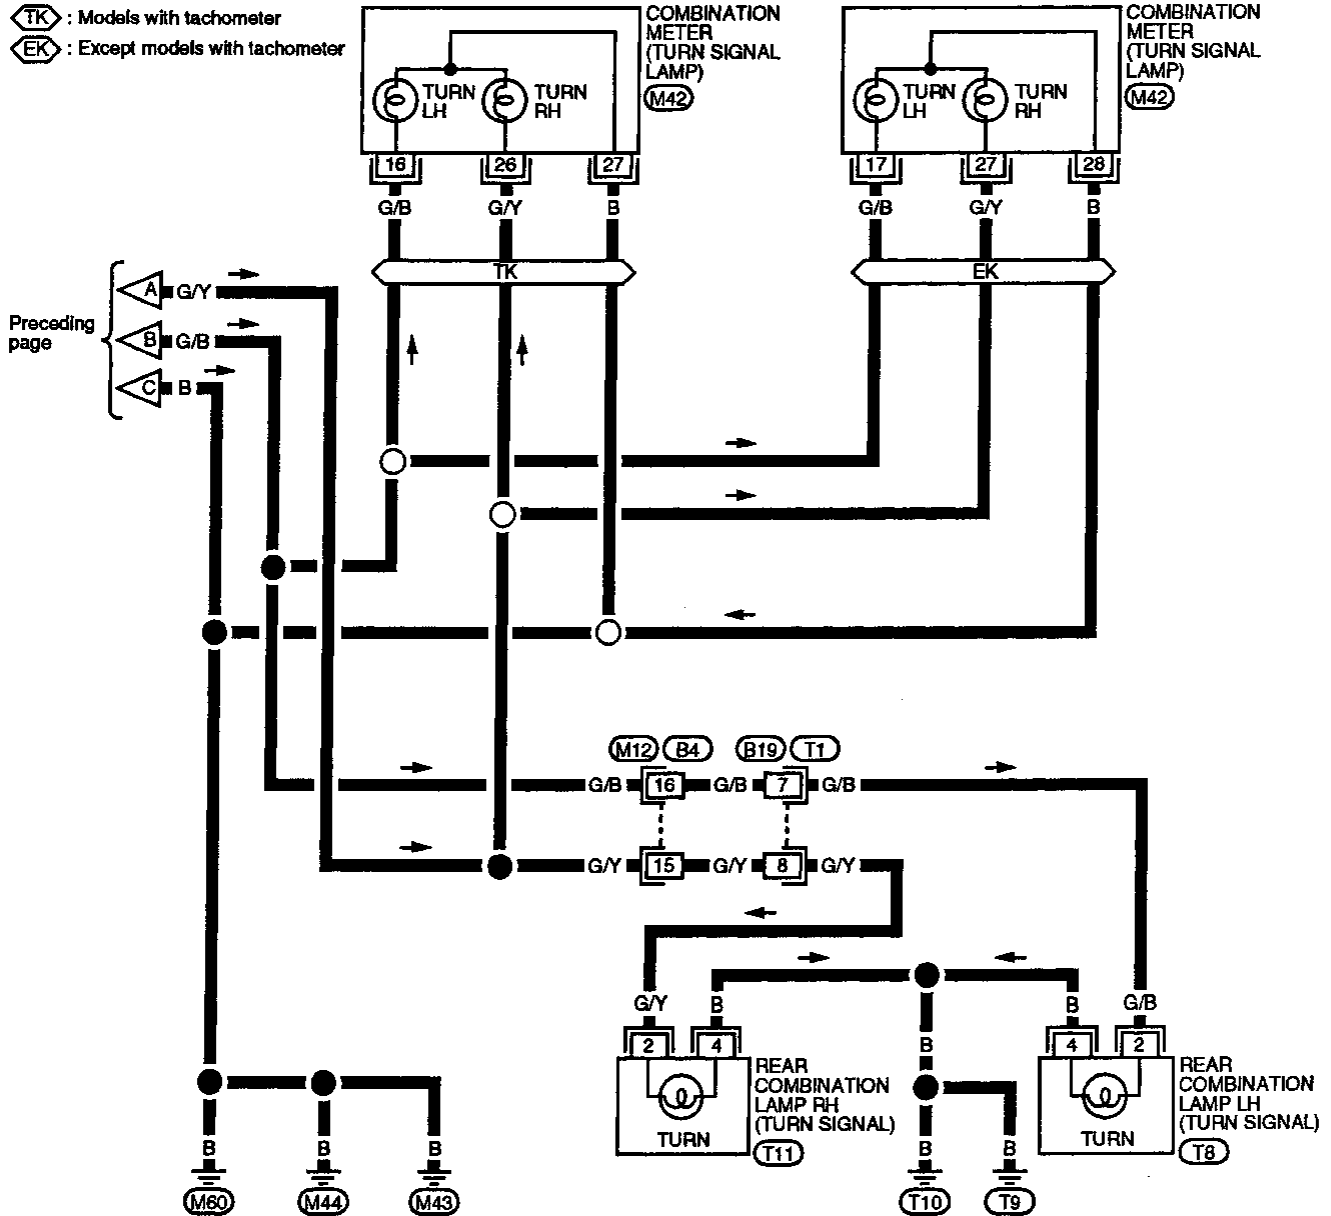 TK : Models with tachometer
EK : Except models with tachometer
COMBINATION
METER
(TURN SIGNAL
LAMP)
M42
TURN
LH
TURN
RH
16
26
27
G/B
G/Y
B
TK
COMBINATION
METER
(TURN SIGNAL
LAMP)
M42
TURN
LH
TURN
RH
17
27
28
G/B
G/Y
B
EK
Preceding
page
A G/Y
B G/B
C B
M12 B4 B19 T1
G/B 16 G/B 7 G/B
G/Y 15 G/Y 8 G/Y
G/Y B B B G/B
2 4
REAR
COMBINATION
LAMP RH
(TURN SIGNAL)
T11
TURN
4 2
REAR
COMBINATION
LAMP LH
(TURN SIGNAL)
T8
TURN
B B B B B
M60 M44 M43 T10 T9